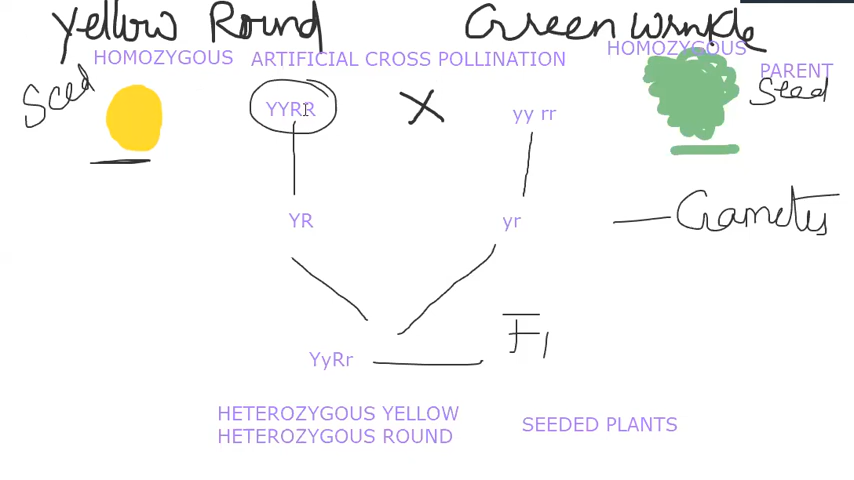 Yellow Round Green wrinkle
HOMOZYGOUS ARTIFICIAL CROSS POLLINATION HOMOZYGOUS PARENT
Seed YYRR X yy rr Seed
YR yr Gametes
YyRr F1
HETEROZYGOUS YELLOW
HETEROZYGOUS ROUND
SEEDED PLANTS